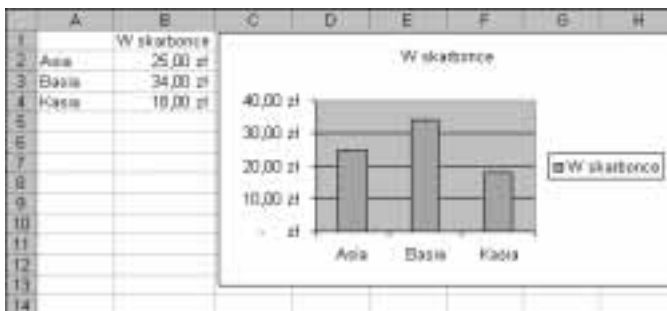 A B C D E F G H
1 W skarbonce
2 Asia 25,00 zł
3 Basia 34,00 zł
4 Kasia 18,00 zł
5
6
7
8
9
10
11
12
13
14
W skarbonce
40,00 zł
30,00 zł
20,00 zł
10,00 zł
- zł
Asia Basia Kasia
W skarbonce